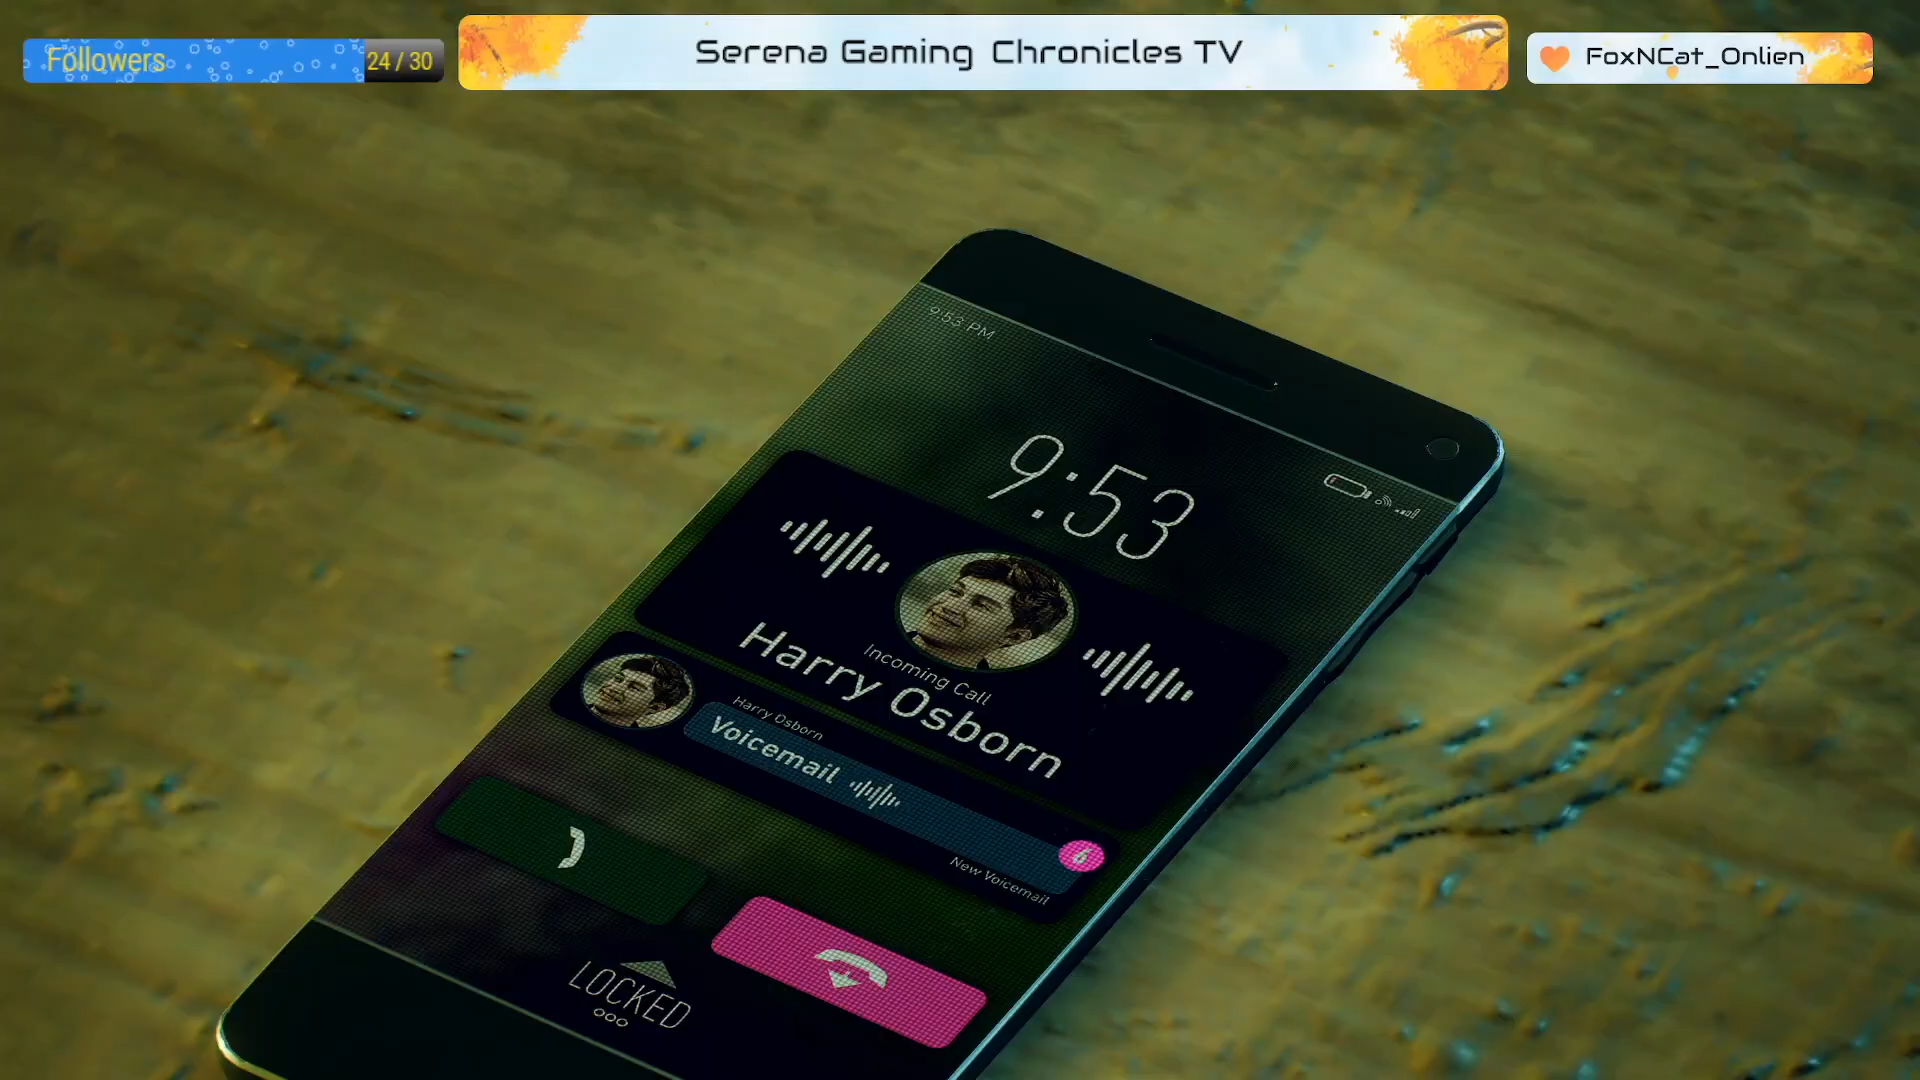 Followers
24 / 30
Serena Gaming Chronicles TV
FoxNCat_Onlien
9:53 PM
9:53
Incoming Call
Harry Osborn
Harry Osborn
Voicemail
6
New Voicemail
LOCKED